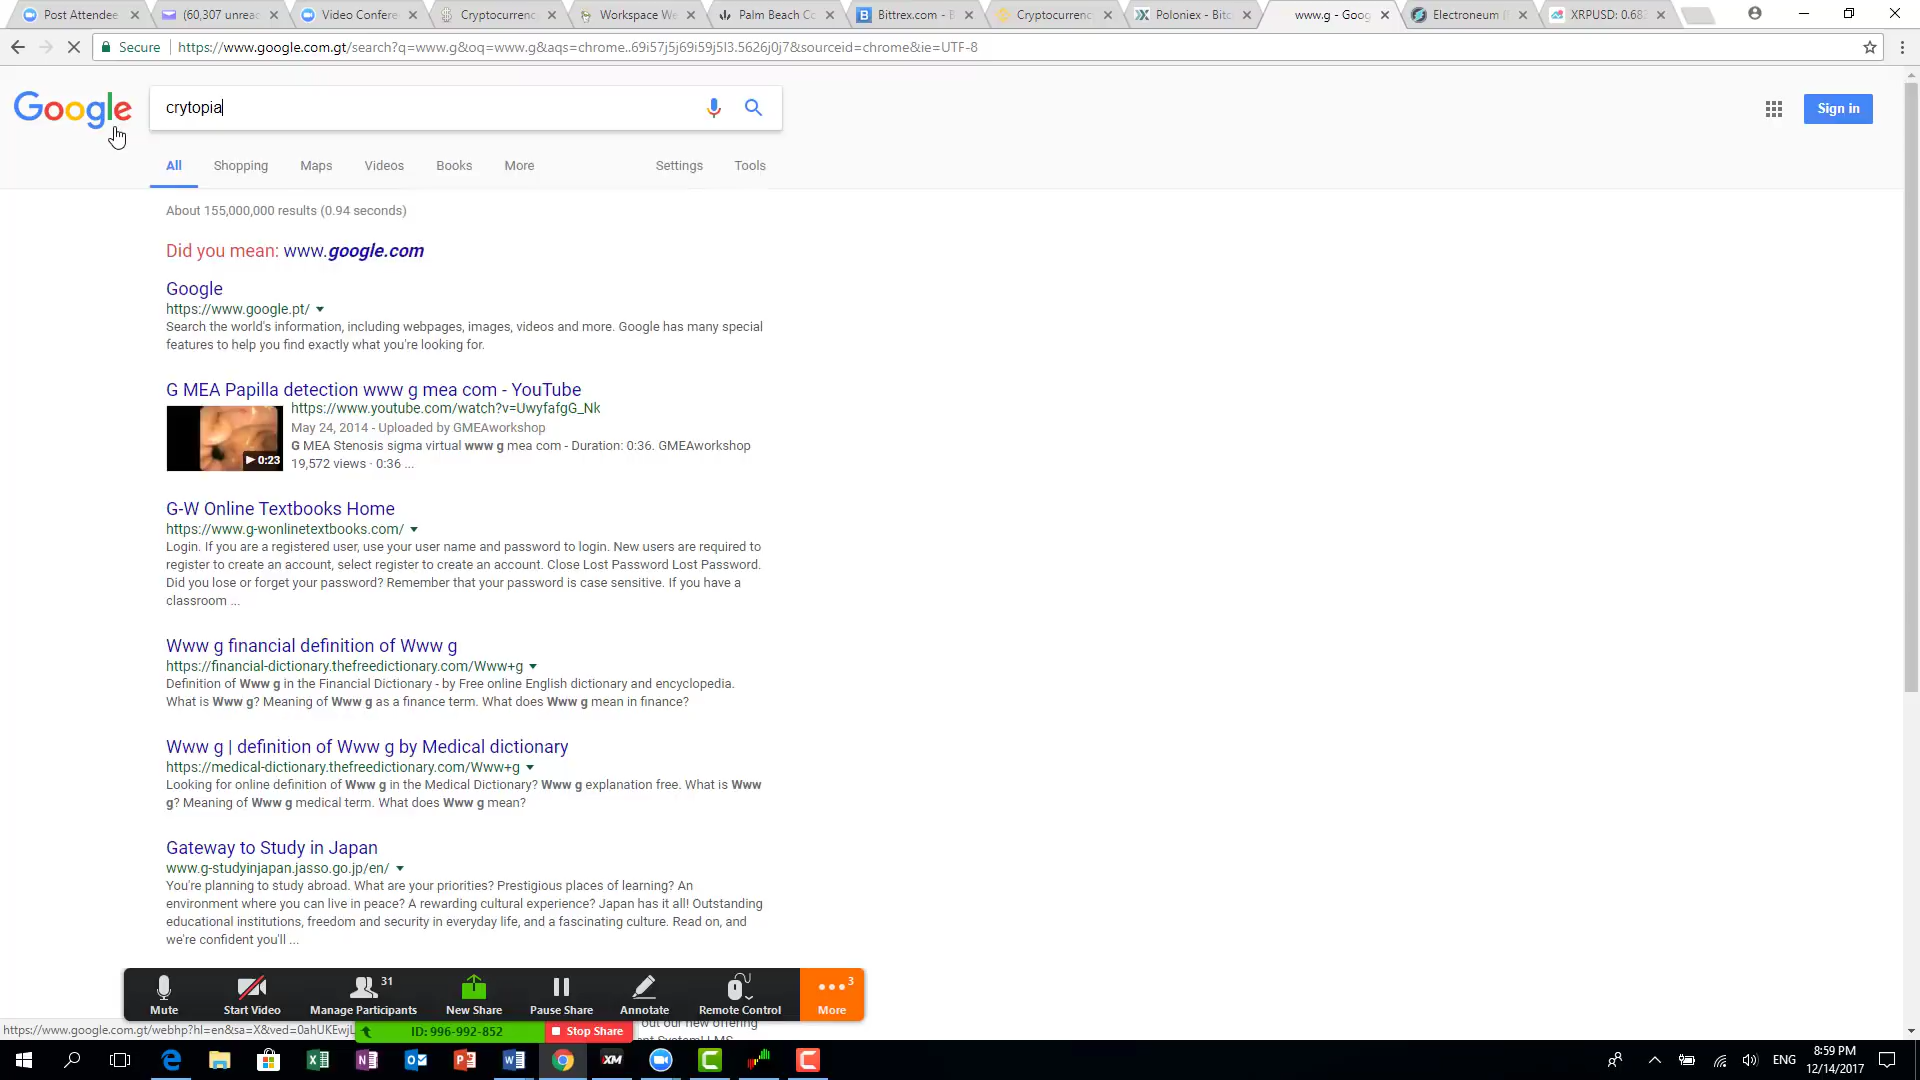 Post Attendee
(60,307 unrea
Video Confere
Cryptocurrenc
Workspace We
Palm Beach Co
Bittrex.com - B
Cryptocurrenc
Poloniex - Bitc
www.g - Goog
Electroneum (
XRPUSD: 0.683
Secure
https://www.google.com.gt/search?q=www.g&oq=www.g&aqs=chrome..69i57j5j69i59j5l3.5626j0j7&sourceid=chrome&ie=UTF-8
Google
crytopia
Sign in
All
Shopping
Maps
Videos
Books
More
Settings
Tools
About 155,000,000 results (0.94 seconds)
Did you mean: www.google.com
Google
https://www.google.pt/
Search the world's information, including webpages, images, videos and more. Google has many special
features to help you find exactly what you're looking for.
G MEA Papilla detection www g mea com - YouTube
https://www.youtube.com/watch?v=UwyfafgG_Nk
May 24, 2014 - Uploaded by GMEAworkshop
G MEA Stenosis sigma virtual www g mea com - Duration: 0:36. GMEAworkshop
19,572 views · 0:36 ...
0:23
G-W Online Textbooks Home
https://www.g-wonlinetextbooks.com/
Login. If you are a registered user, use your user name and password to login. New users are required to
register to create an account, select register to create an account. Close Lost Password Lost Password.
Did you lose or forget your password? Remember that your password is case sensitive. If you have a
classroom ...
Www g financial definition of Www g
https://financial-dictionary.thefreedictionary.com/Www+g
Definition of Www g in the Financial Dictionary - by Free online English dictionary and encyclopedia.
What is Www g? Meaning of Www g as a finance term. What does Www g mean in finance?
Www g | definition of Www g by Medical dictionary
https://medical-dictionary.thefreedictionary.com/Www+g
Looking for online definition of Www g in the Medical Dictionary? Www g explanation free. What is Www
g? Meaning of Www g medical term. What does Www g mean?
Gateway to Study in Japan
www.g-studyinjapan.jasso.go.jp/en/
You're planning to study abroad. What are your priorities? Prestigious places of learning? An
environment where you can live in peace? A rewarding cultural experience? Japan has it all! Outstanding
educational institutions, freedom and security in everyday life, and a fascinating culture. Read on, and
we're confident you'll ...
31
3
Mute
Start Video
Manage Participants
New Share
Pause Share
Annotate
Remote Control
More
out our new offering
https://www.google.com.gt/webhp?hl=en&sa=X&ved=0ahUKEwjL
ID: 996-992-852
Stop Share
XM
ENG
8:59 PM
12/14/2017